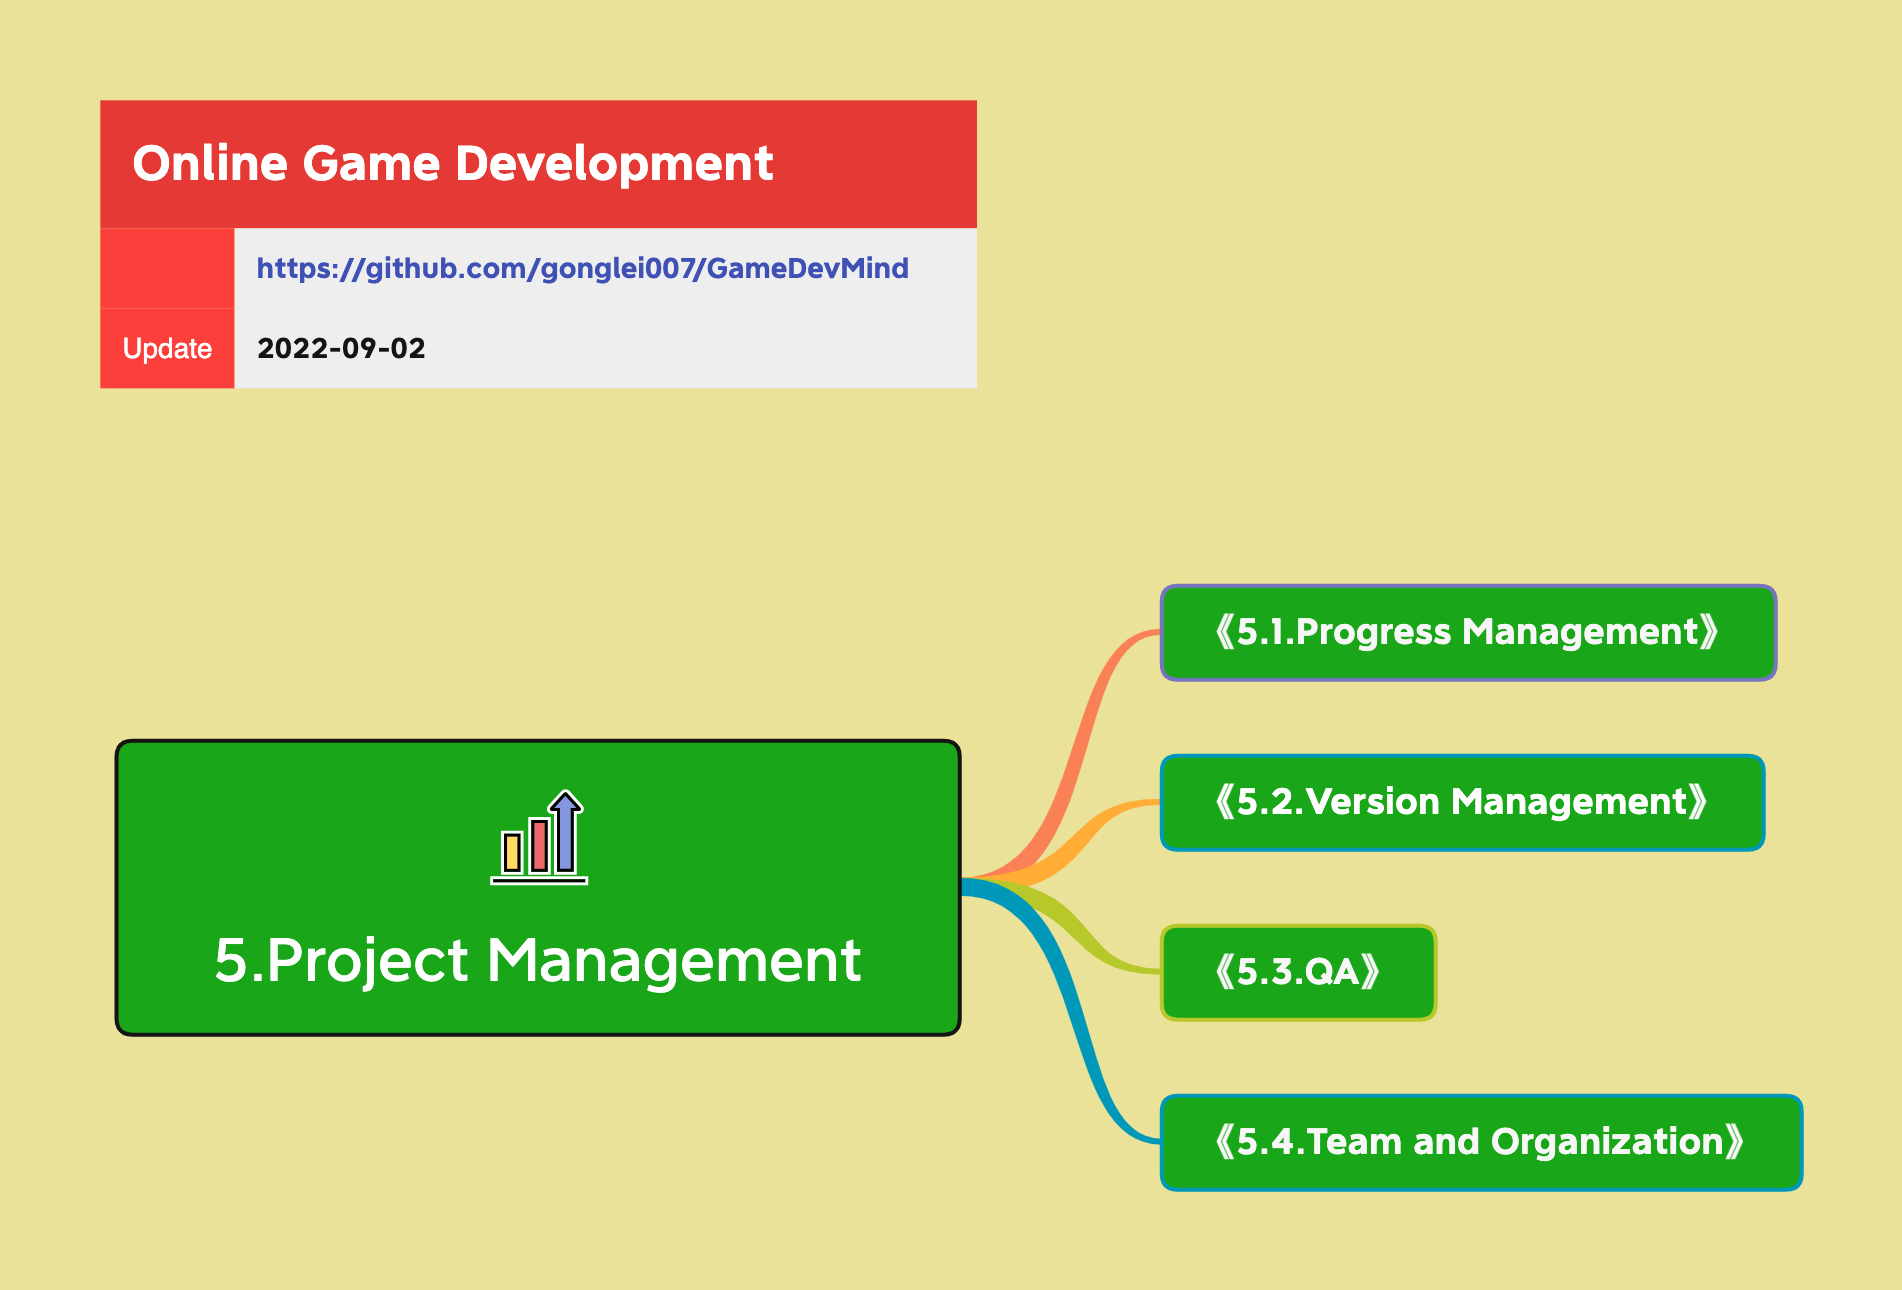 Online Game Development
https://github.com/gonglei007/GameDevMind
Update 2022-09-02
5.Project Management
《5.1.Progress Management》
《5.2.Version Management》
《5.3.QA》
《5.4.Team and Organization》